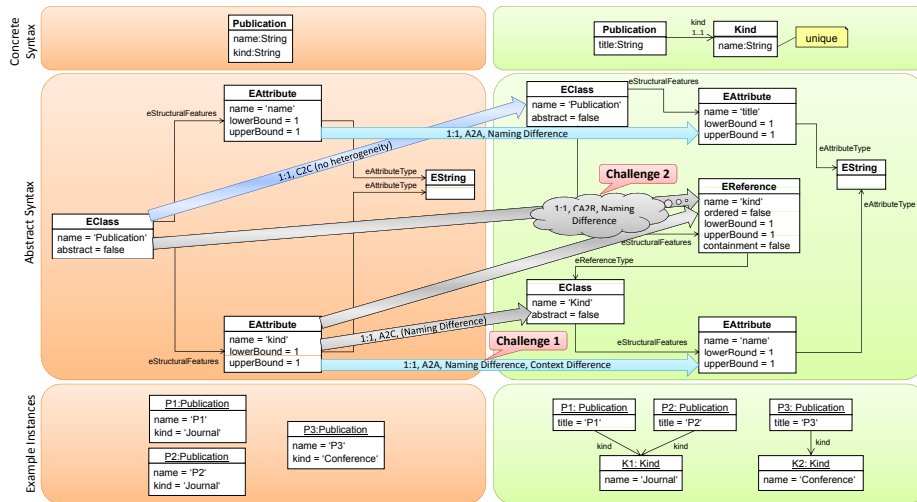 Concrete Syntax
Publication
name:String
kind:String
Publication
title:String
kind
1..1
Kind
name:String
unique
Abstract Syntax
EAttribute
name = 'name'
lowerBound = 1
upperBound = 1
eStructuralFeatures
EClass
name = 'Publication'
abstract = false
eStructuralFeatures
EAttribute
name = 'title'
lowerBound = 1
upperBound = 1
1:1, A2A, Naming Difference
1:1, C2C (no heterogeneity)
eAttributeType
eAttributeType
EString
eAttributeType
EString
eAttributeType
Challenge 2
1:1, CA2R, Naming
Difference
EReference
name = 'kind'
ordered = false
lowerBound = 1
upperBound = 1
containment = false
EClass
name = 'Publication'
abstract = false
eStructuralFeatures
eReferenceType
EClass
name = 'Kind'
abstract = false
eStructuralFeatures
EAttribute
name = 'kind'
lowerBound = 1
upperBound = 1
1:1, A2C, (Naming Difference)
Challenge 1
eStructuralFeatures
EAttribute
name = 'name'
lowerBound = 1
upperBound = 1
1:1, A2A, Naming Difference, Context Difference
Example Instances
P1:Publication
name = 'P1'
kind = 'Journal'
P2:Publication
name = 'P2'
kind = 'Journal'
P3:Publication
name = 'P3'
kind = 'Conference'
P1: Publication
title = 'P1'
P2: Publication
title = 'P2'
P3: Publication
title = 'P3'
kind
kind
kind
K1: Kind
name = 'Journal'
K2: Kind
name = 'Conference'